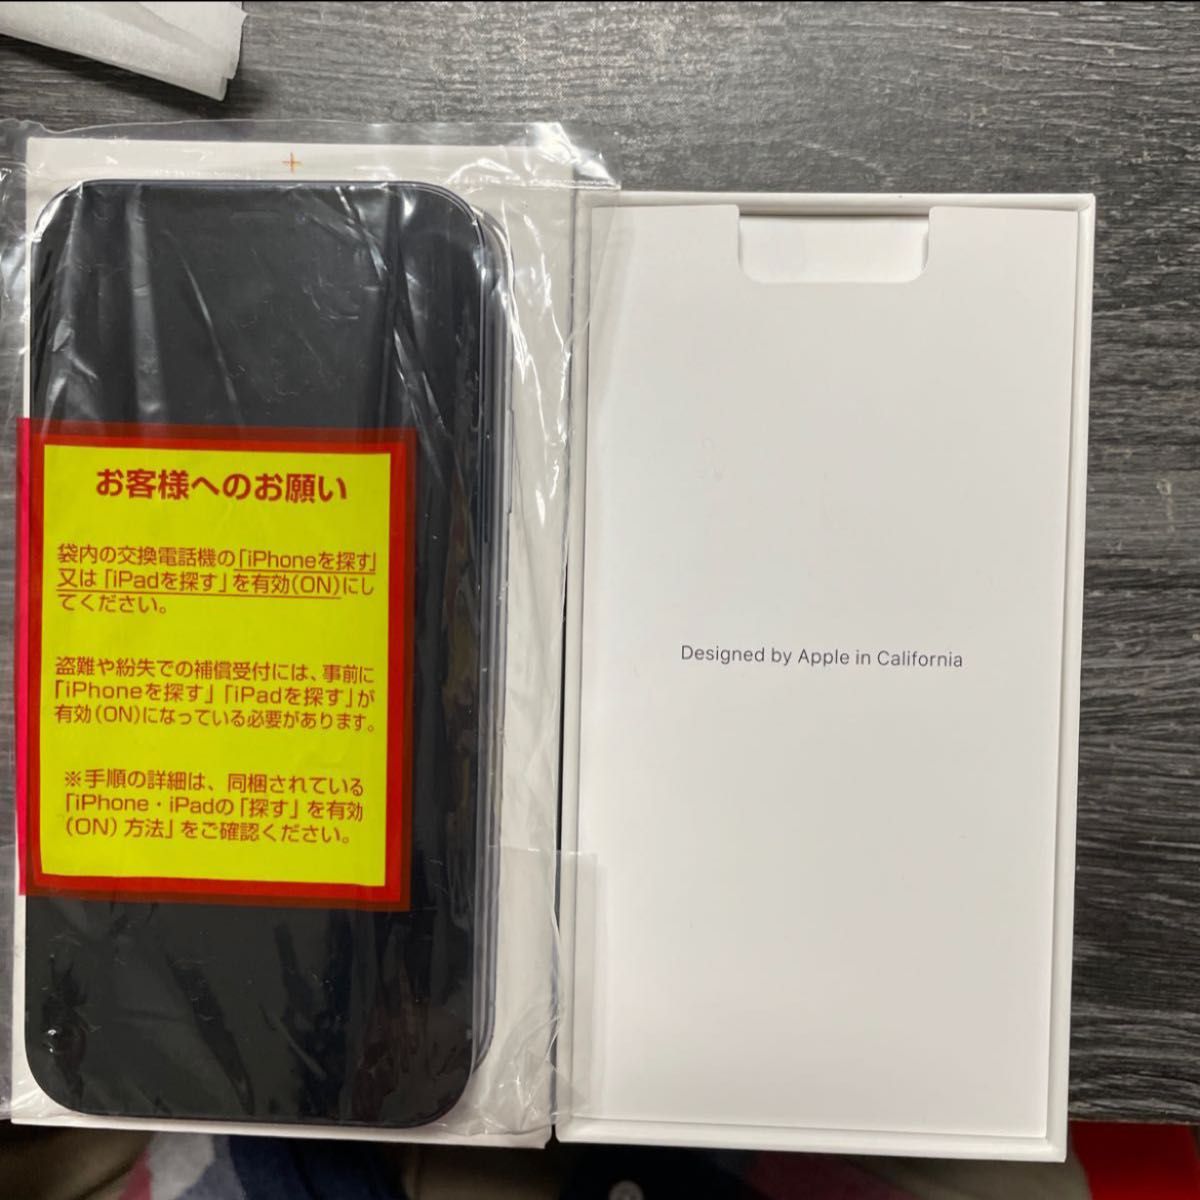 お客様へのお願い
袋内の交換電話機の「iPhoneを探す」
又は「iPadを探す」を有効(ON)にし
てください。
盗難や紛失での補償受付には、事前に
「iPhoneを探す」「iPadを探す」が
有効(ON)になっている必要があります。
※手順の詳細は、同梱されている
「iPhone・iPadの「探す」を有効
(ON)方法」をご確認ください。
Designed by Apple in California